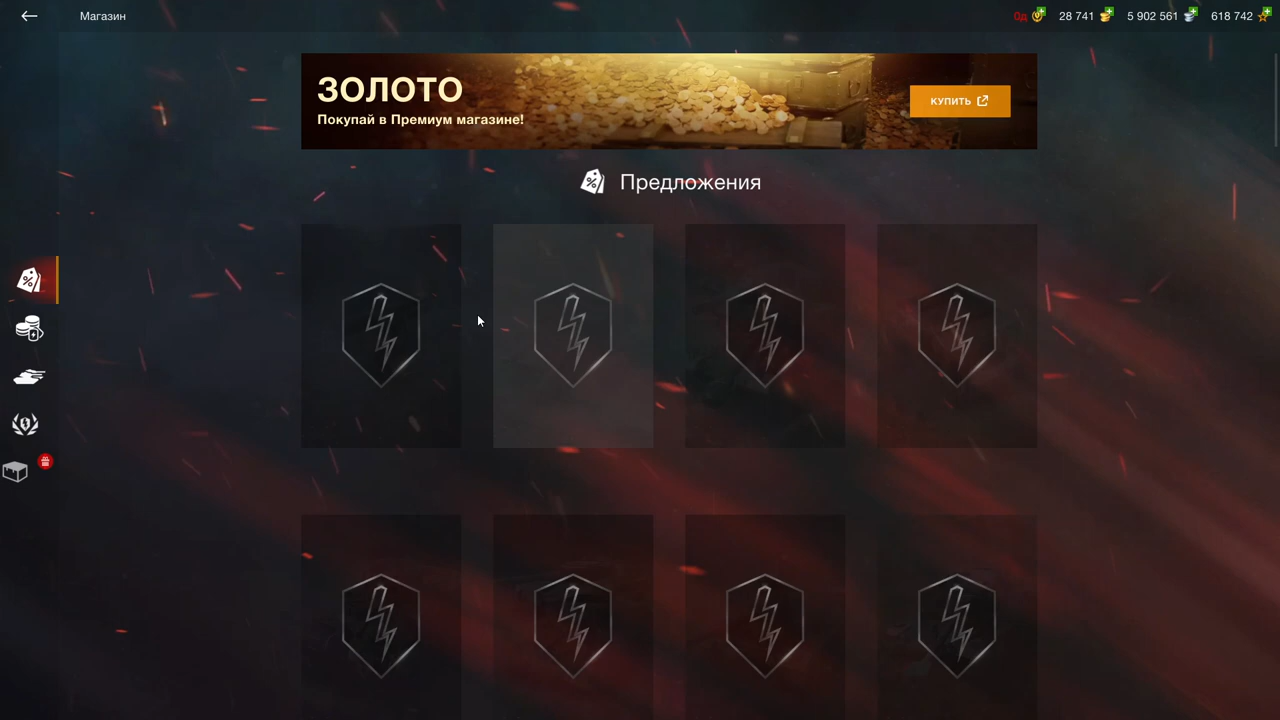 Магазин
0д
28 741
5 902 561
618 742
ЗОЛОТО
Покупай в Премиум магазине!
КУПИТЬ
Предложения